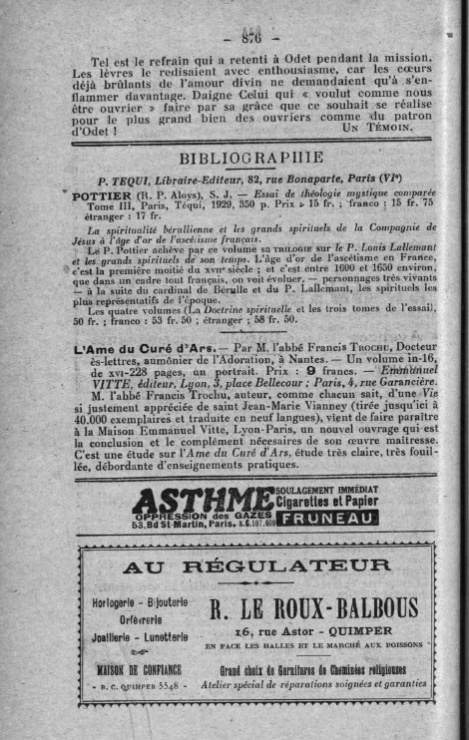 — 876 —
Tel est le refrain qui a retenti à Odet pendant la mission.
Les lèvres le redisaient avec enthousiasme, car les cœurs
déjà brûlants de l'amour divin ne demandaient qu'à s'en-
flammer davantage. Daigne Celui qui « voulut comme nous
être ouvrier » faire par sa grâce que ce souhait se réalise
pour le plus grand bien des ouvriers comme du patron
d'Odet !
UN TÉMOIN.
BIBLIOGRAPHIE
P. TEQUI, Libraire-Editeur, 82, rue Bonaparte, Paris (VIe)
POTTIER (R. P. Aloys), S. J. — Essai de théologie mystique comparée
Tome III, Paris, Téqui, 1929, 350 p. Prix : 15 fr. ; franco : 15 fr. 75
étranger : 17 fr.
La spiritualité bérullienne et les grands spirituels de la Compagnie de
Jésus à l'âge d'or de l'ascétisme français.
Le P. Pottier achève par ce volume sa TRILOGIE sur le P. Louis Lallemant
et les grands spirituels de son temps. L'âge d'or de l'ascétisme en France,
c'est la première moitié du XVIIe siècle ; et c'est entre 1600 et 1650 environ,
que dans un cadre tout français, on voit évoluer. — personnages très vivants
— à la suite du cardinal de Bérulle et du P. Lallemant, les spirituels les
plus représentatifs de l'époque.
Les quatre volumes (La Doctrine spirituelle et les trois tomes de l'essai),
50 fr. ; franco : 53 fr. 50 ; étranger ; 58 fr. 50.
L'Ame du Curé d'Ars. — Par M. l'abbé Francis TROCHU, Docteur
ès-lettres, aumônier de l'Adoration, à Nantes. — Un volume in-16,
de XVI-228 pages, un portrait. Prix : 9 francs. — Emmanuel
VITTE, éditeur. Lyon, 3, place Bellecour ; Paris, 4, rue Garancière.
M. l'abbé Francis Trochu, auteur, comme chacun sait, d'une Vie
si justement appréciée de saint Jean-Marie Vianney (tirée jusqu'ici à
40.000 exemplaires et traduite en neuf langues), vient de faire paraître
à la Maison Emmanuel Vitte, Lyon-Paris, un nouvel ouvrage qui est
la conclusion et le complément nécesaires de son œuvre maitresse.
C'est une étude sur l'Ame du Curé d'Ars, étude très claire, très fouil-
lée, débordante d'enseignements pratiques.
ASTHME SOULAGEMENT IMMÉDIAT
Cigarettes et Papier
OPPRESSION des GAZES
53, Bd St-Martin, Paris. FRUNEAU
AU RÉGULATEUR
Horlogerie - Bijouterie
Orfèvrerie
Joaillerie - Lunetterie
MAISON DE CONFIANCE
- R. C. QUIMPER 5548 -
R. LE ROUX-BALBOUS
16, rue Astor - QUIMPER
EN FACE LES HALLES ET LE MARCHÉ AUX POISSONS
Grand choix de Garnitures de Cheminées religieuses
Atelier spécial de réparations soignées et garanties